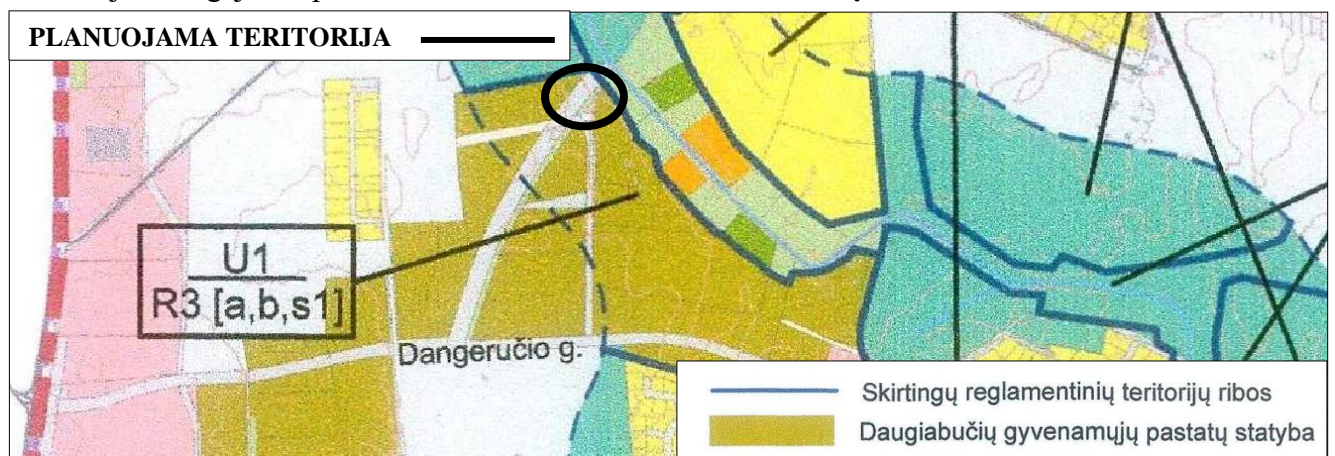 PLANUOJAMA TERITORIJA
U1
R3 [a,b,s1]
Dangeručio g.
Skirtingų reglamentinių teritorijų ribos
Daugiabučių gyvenamųjų pastatų statyba